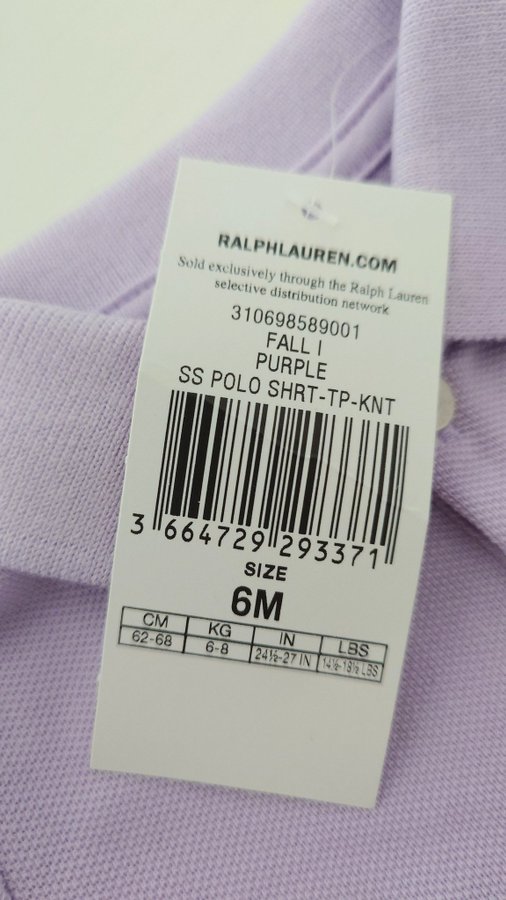 RALPHLAUREN.COM
Sold exclusively through the Ralph Lauren
selective distribution network
310698589001
FALL I
PURPLE
SS POLO SHRT-TP-KNT
3 664729 293371
SIZE
6M
CM KG IN LBS
62-68 6-8 24½-27 IN 14½-18½ LBS